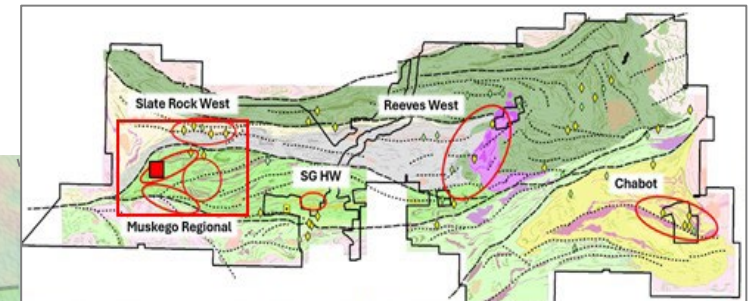 Slate Rock West
Reeves West
SG HW
Chabot
Muskego Regional